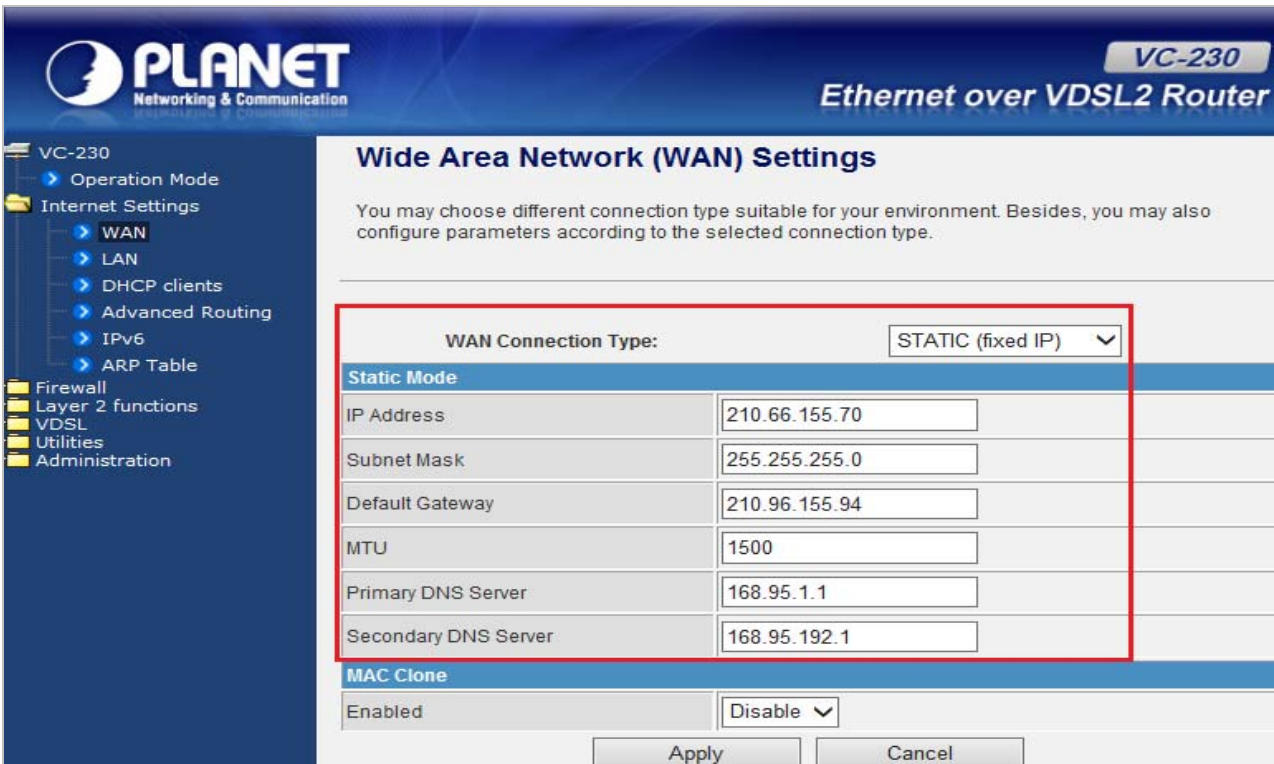 PLANET
Networking & Communication
VC-230
Ethernet over VDSL2 Router
VC-230
Operation Mode
Internet Settings
WAN
LAN
DHCP clients
Advanced Routing
IPv6
ARP Table
Firewall
Layer 2 functions
VDSL
Utilities
Administration
Wide Area Network (WAN) Settings
You may choose different connection type suitable for your environment. Besides, you may also
configure parameters according to the selected connection type.
WAN Connection Type: STATIC (fixed IP)
Static Mode
IP Address 210.66.155.70
Subnet Mask 255.255.255.0
Default Gateway 210.96.155.94
MTU 1500
Primary DNS Server 168.95.1.1
Secondary DNS Server 168.95.192.1
MAC Clone
Enabled Disable
Apply Cancel